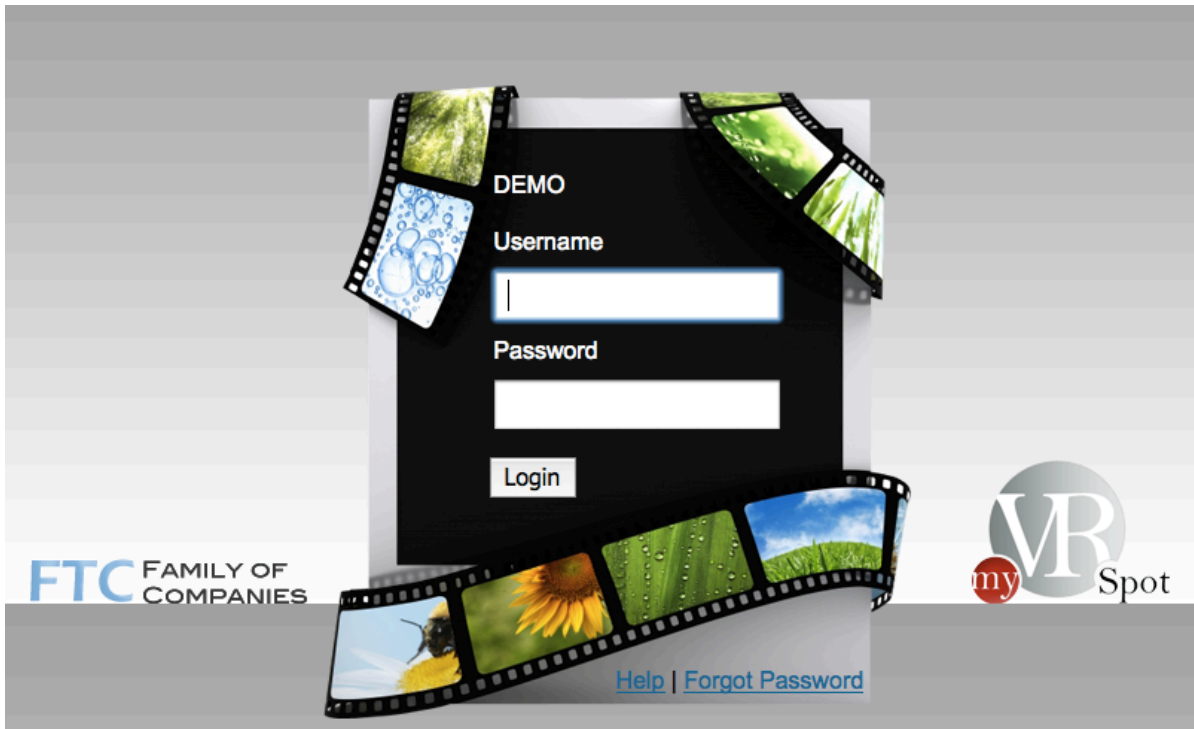 DEMO
Username
Password
Login
FTC FAMILY OF
COMPANIES
my VR Spot
Help | Forgot Password